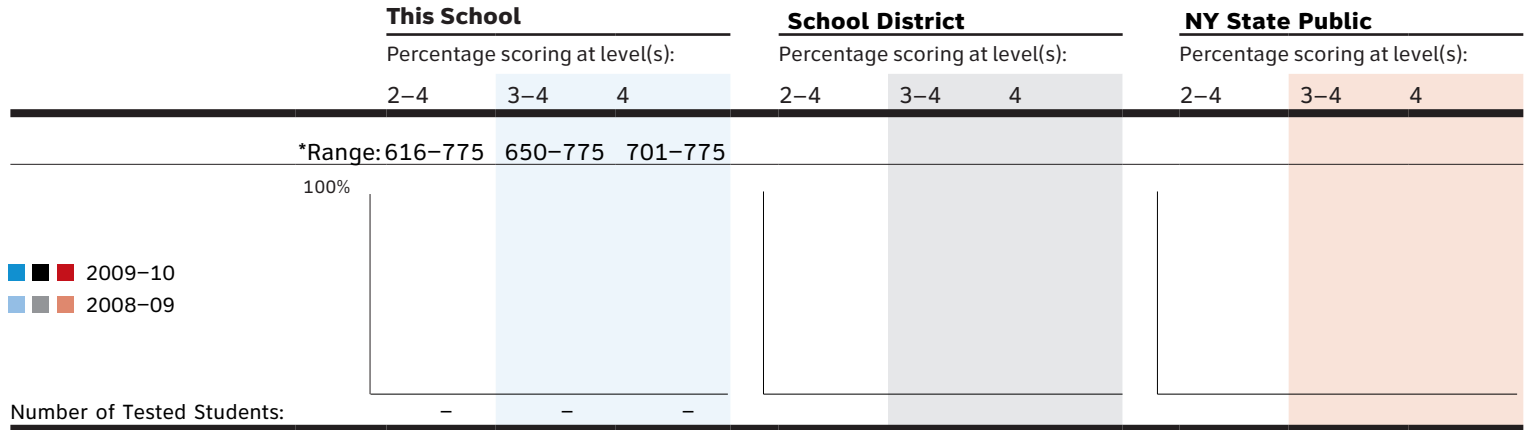 This School School District NY State Public
Percentage scoring at level(s): Percentage scoring at level(s): Percentage scoring at level(s):
2–4 3–4 4 2–4 3–4 4 2–4 3–4 4
*Range: 616–775 650–775 701–775
100%
2009–10
2008–09
Number of Tested Students: – – –